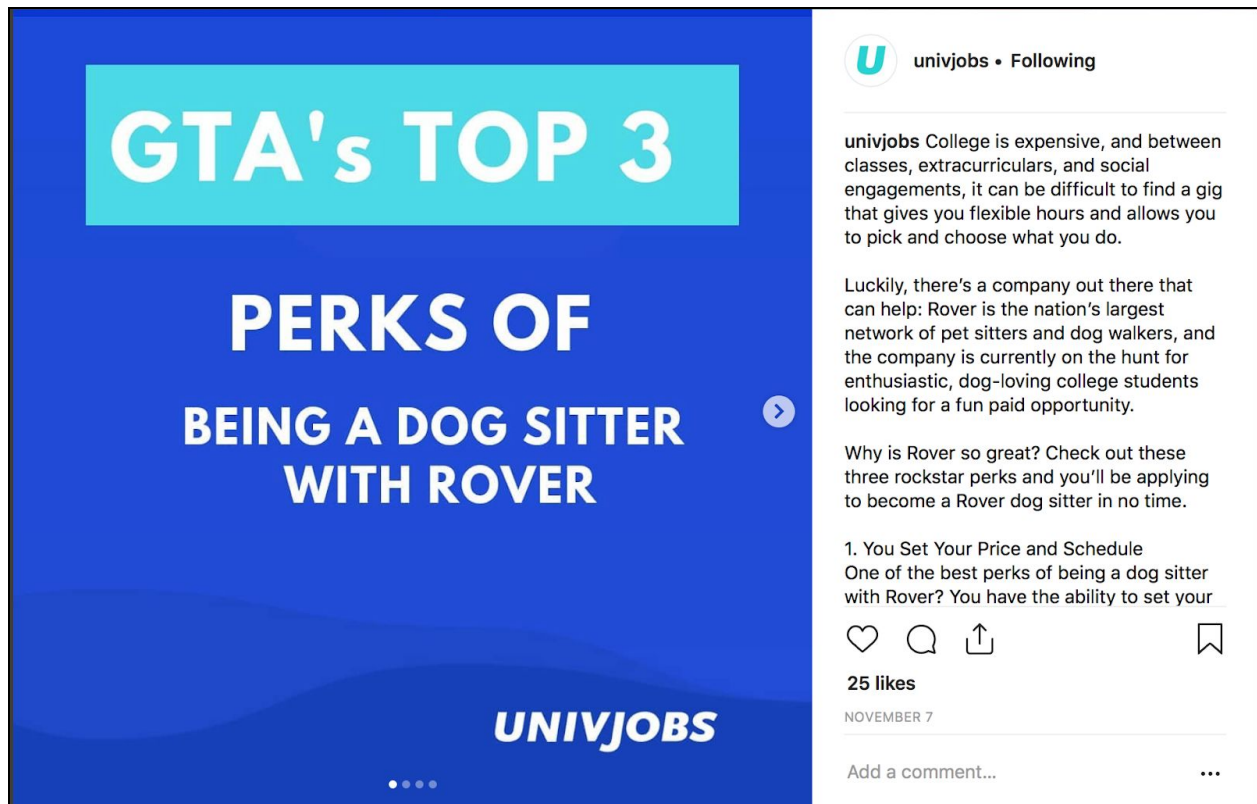 GTA's TOP 3
PERKS OF
BEING A DOG SITTER
WITH ROVER
UNIVJOBS
U
univjobs • Following
univjobs College is expensive, and between
classes, extracurriculars, and social
engagements, it can be difficult to find a gig
that gives you flexible hours and allows you
to pick and choose what you do.
Luckily, there’s a company out there that
can help: Rover is the nation’s largest
network of pet sitters and dog walkers, and
the company is currently on the hunt for
enthusiastic, dog-loving college students
looking for a fun paid opportunity.
Why is Rover so great? Check out these
three rockstar perks and you’ll be applying
to become a Rover dog sitter in no time.
1. You Set Your Price and Schedule
One of the best perks of being a dog sitter
with Rover? You have the ability to set your
25 likes
NOVEMBER 7
Add a comment...